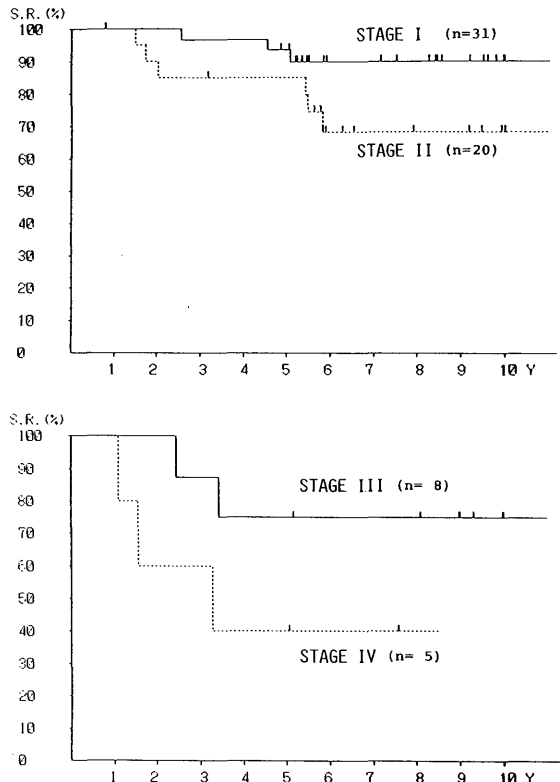 S.R.(%)
100
90
80
70
60
50
40
30
20
10
0
STAGE I (n=31)
STAGE II (n=20)
1 2 3 4 5 6 7 8 9 10 Y
S.R.(%)
100
90
80
70
60
50
40
30
20
10
0
STAGE III (n= 8)
STAGE IV (n= 5)
1 2 3 4 5 6 7 8 9 10 Y